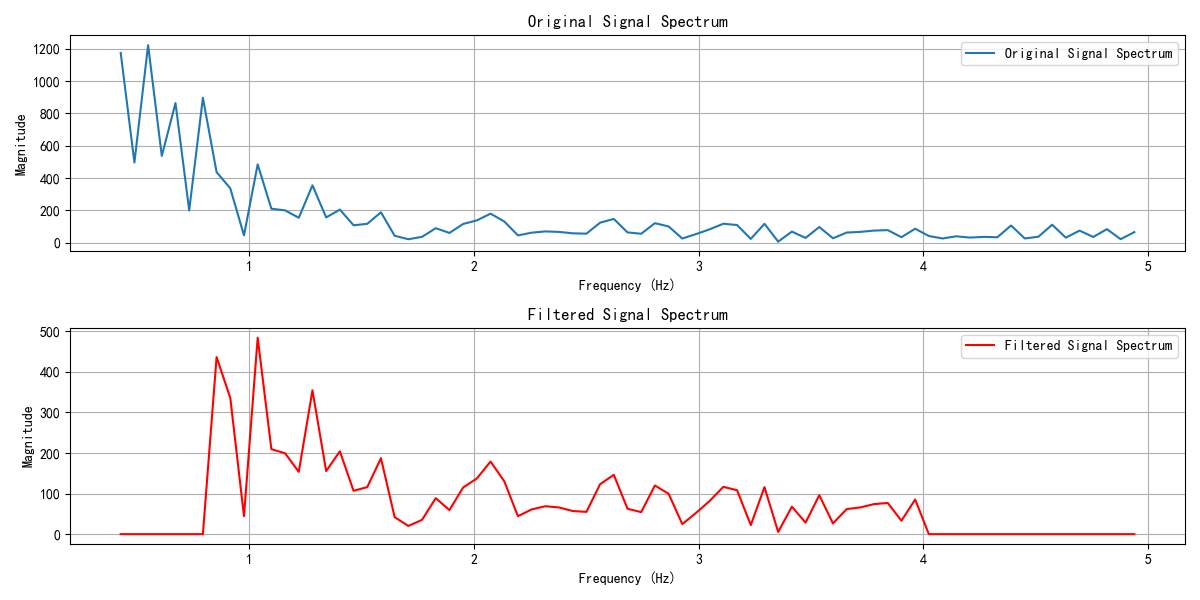 Original Signal Spectrum
Original Signal Spectrum
1200
1000
800
600
400
200
0
Magnitude
1 2 3 4 5
Frequency (Hz)
Filtered Signal Spectrum
Filtered Signal Spectrum
500
400
300
200
100
0
Magnitude
1 2 3 4 5
Frequency (Hz)